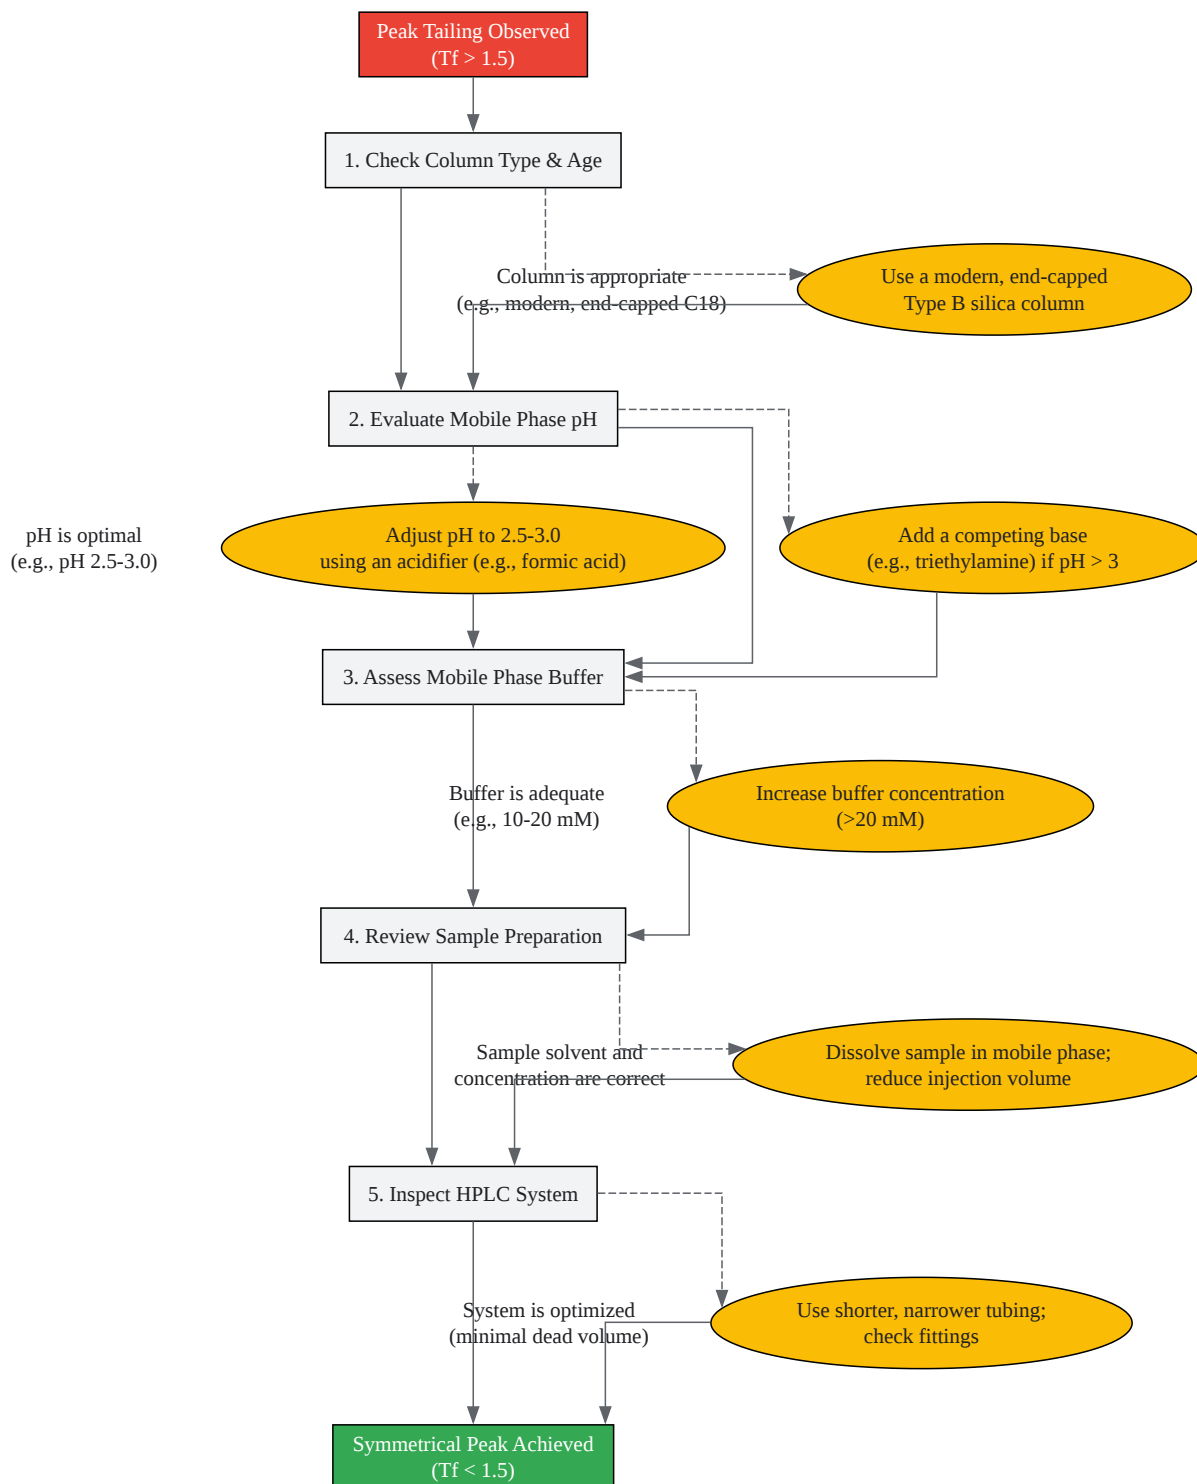 Peak Tailing Observed
(Tf > 1.5)
1. Check Column Type & Age
Column is appropriate
(e.g., modern, end-capped C18)
Use a modern, end-capped
Type B silica column
2. Evaluate Mobile Phase pH
pH is optimal
(e.g., pH 2.5-3.0)
Adjust pH to 2.5-3.0
using an acidifier (e.g., formic acid)
Add a competing base
(e.g., triethylamine) if pH > 3
3. Assess Mobile Phase Buffer
Buffer is adequate
(e.g., 10-20 mM)
Increase buffer concentration
(>20 mM)
4. Review Sample Preparation
Sample solvent and
concentration are correct
Dissolve sample in mobile phase;
reduce injection volume
5. Inspect HPLC System
System is optimized
(minimal dead volume)
Use shorter, narrower tubing;
check fittings
Symmetrical Peak Achieved
(Tf < 1.5)